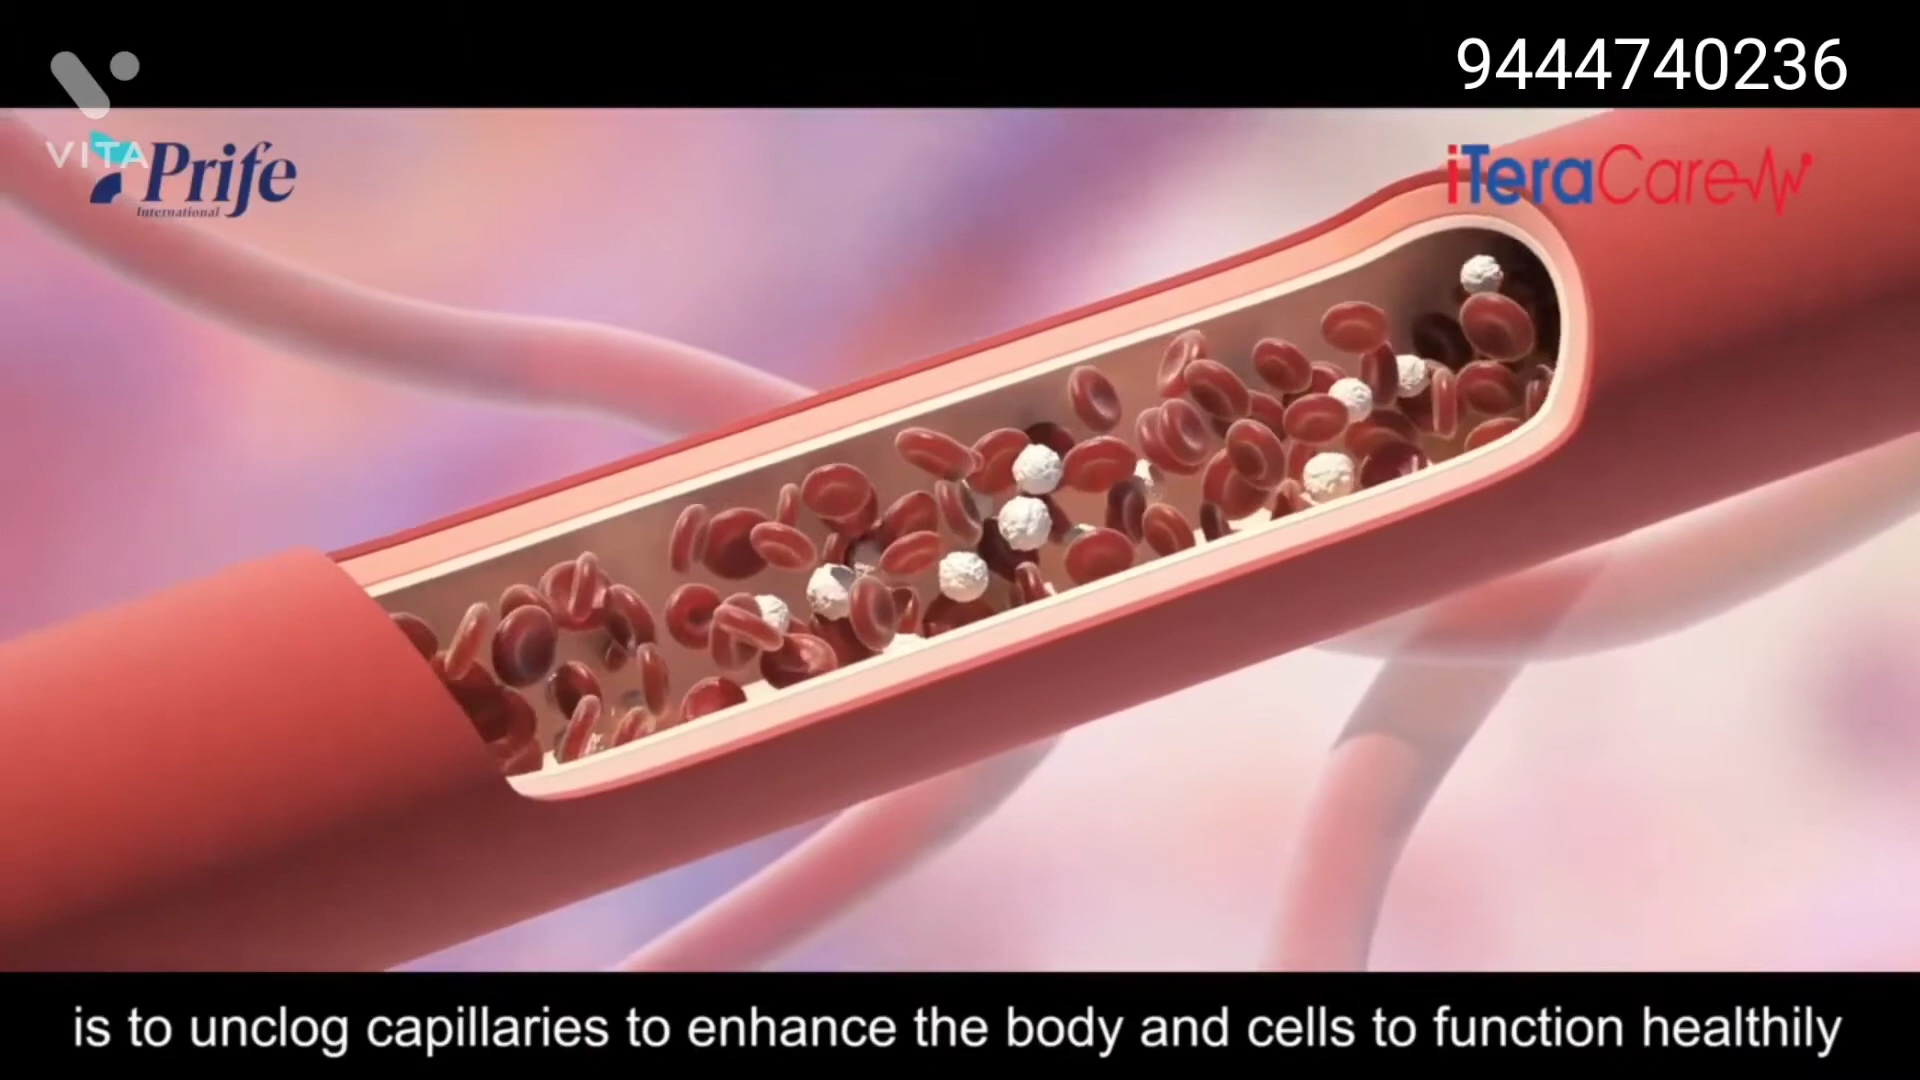 9444740236
VITA
Prife
International
iTeraCare
is to unclog capillaries to enhance the body and cells to function healthily